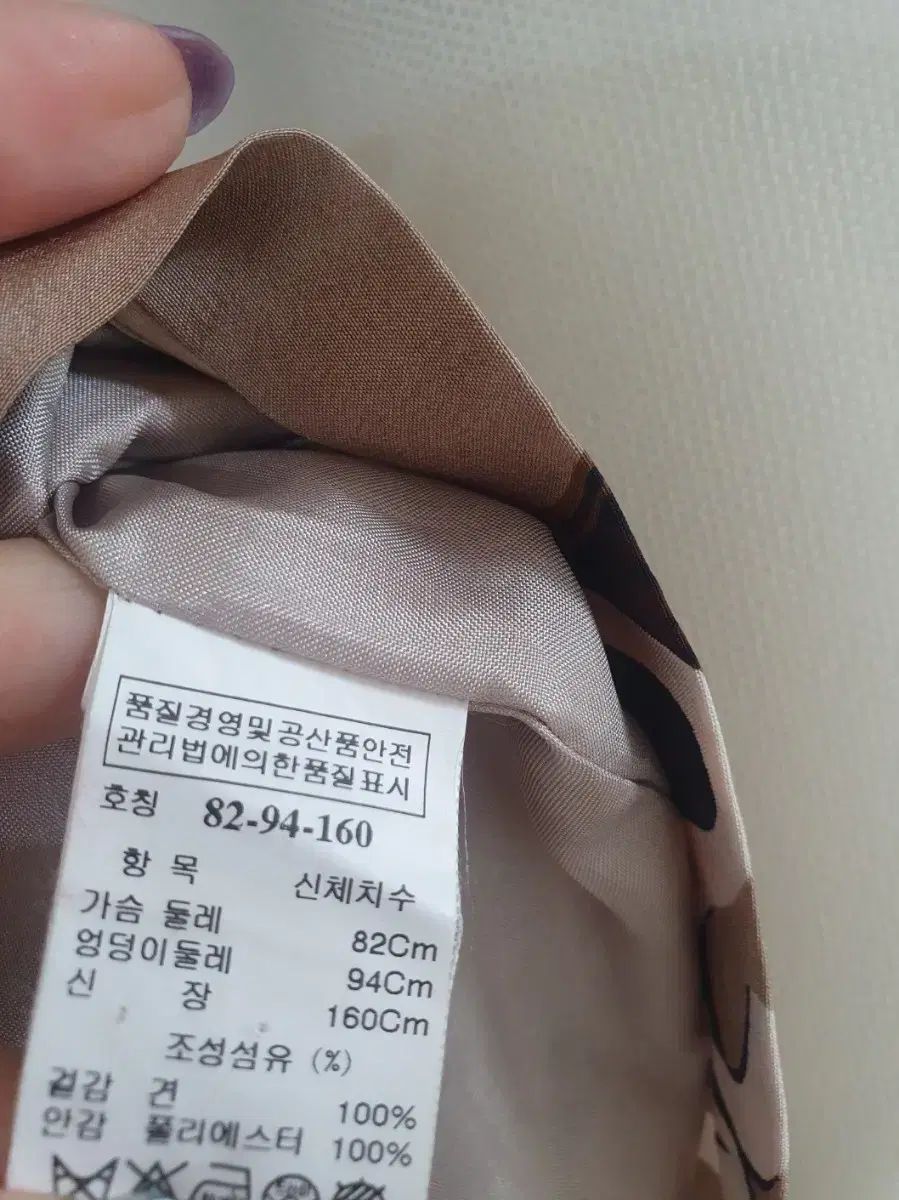 품질경영및공산품안전
관리법에의한품질표시
호칭 82-94-160
항 목 신체치수
가슴 둘레 82Cm
엉덩이둘레 94Cm
신 장 160Cm
조성섬유 (%)
겉감 견 100%
안감 폴리에스터 100%